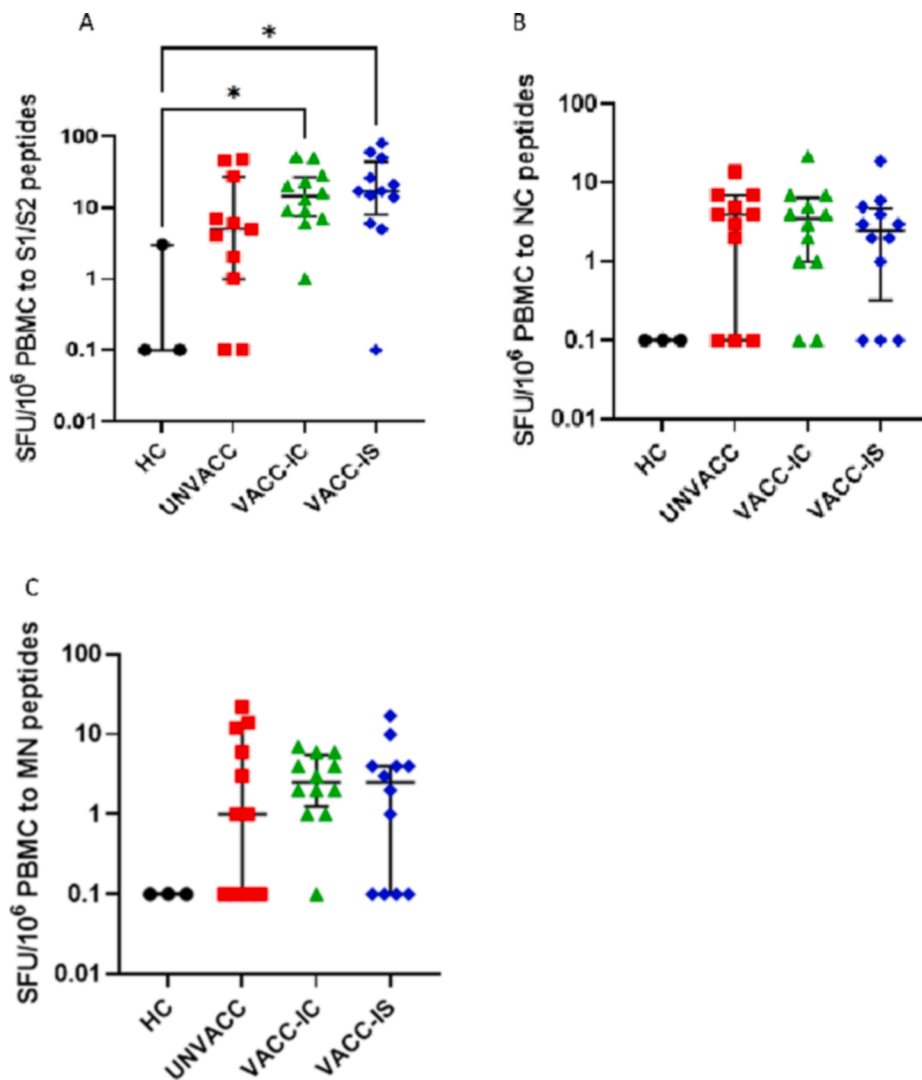 A
*
*
SFU/10⁶ PBMC to S1/S2 peptides
100
10
1
0.1
0.01
HC
UNVACC
VACC-IC
VACC-IS
B
SFU/10⁶ PBMC to NC peptides
100
10
1
0.1
0.01
HC
UNVACC
VACC-IC
VACC-IS
C
SFU/10⁶ PBMC to MN peptides
100
10
1
0.1
0.01
HC
UNVACC
VACC-IC
VACC-IS